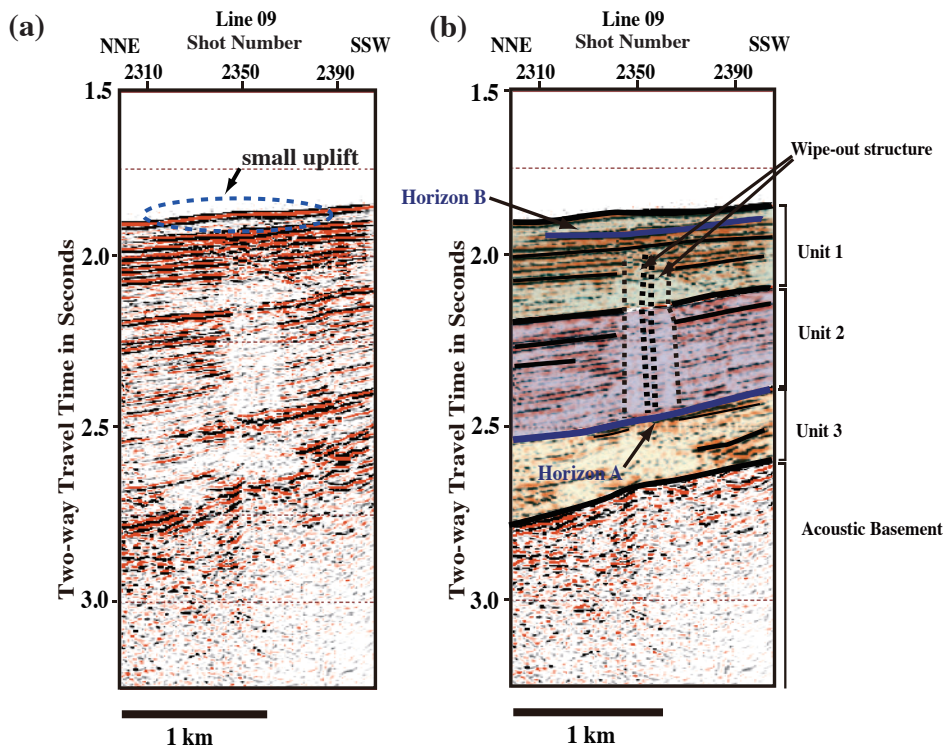 (a)
Line 09
NNE
Shot Number
SSW
2310
2350
2390
1.5
small uplift
2.0
2.5
3.0
Two-way Travel Time in Seconds
1 km
(b)
Line 09
NNE
Shot Number
SSW
2310
2350
2390
1.5
Wipe-out structure
Horizon B
2.0
Unit 1
Unit 2
2.5
Unit 3
Horizon A
Acoustic Basement
3.0
Two-way Travel Time in Seconds
1 km